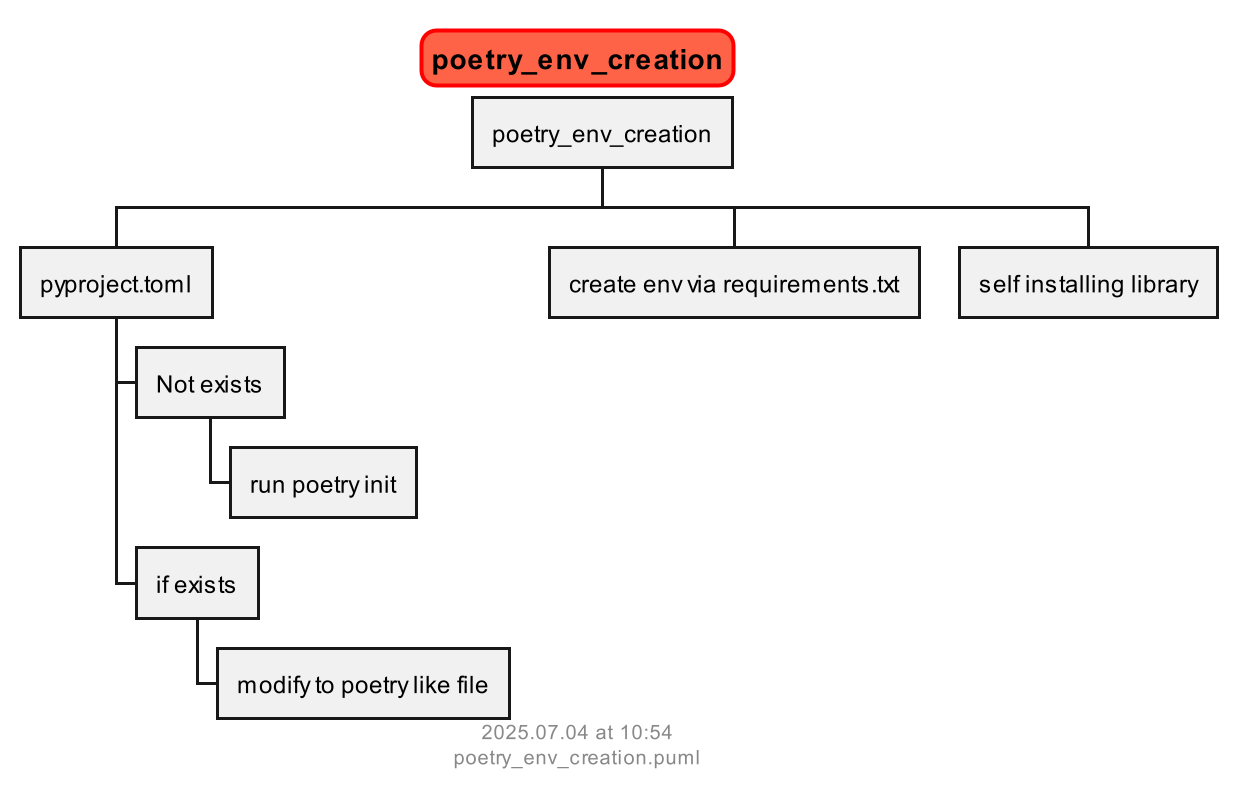 poetry_env_creation
poetry_env_creation
pyproject.toml
create env via requirements.txt
self installing library
Not exists
run poetry init
if exists
modify to poetry like file
2025.07.04 at 10:54
poetry_env_creation.puml